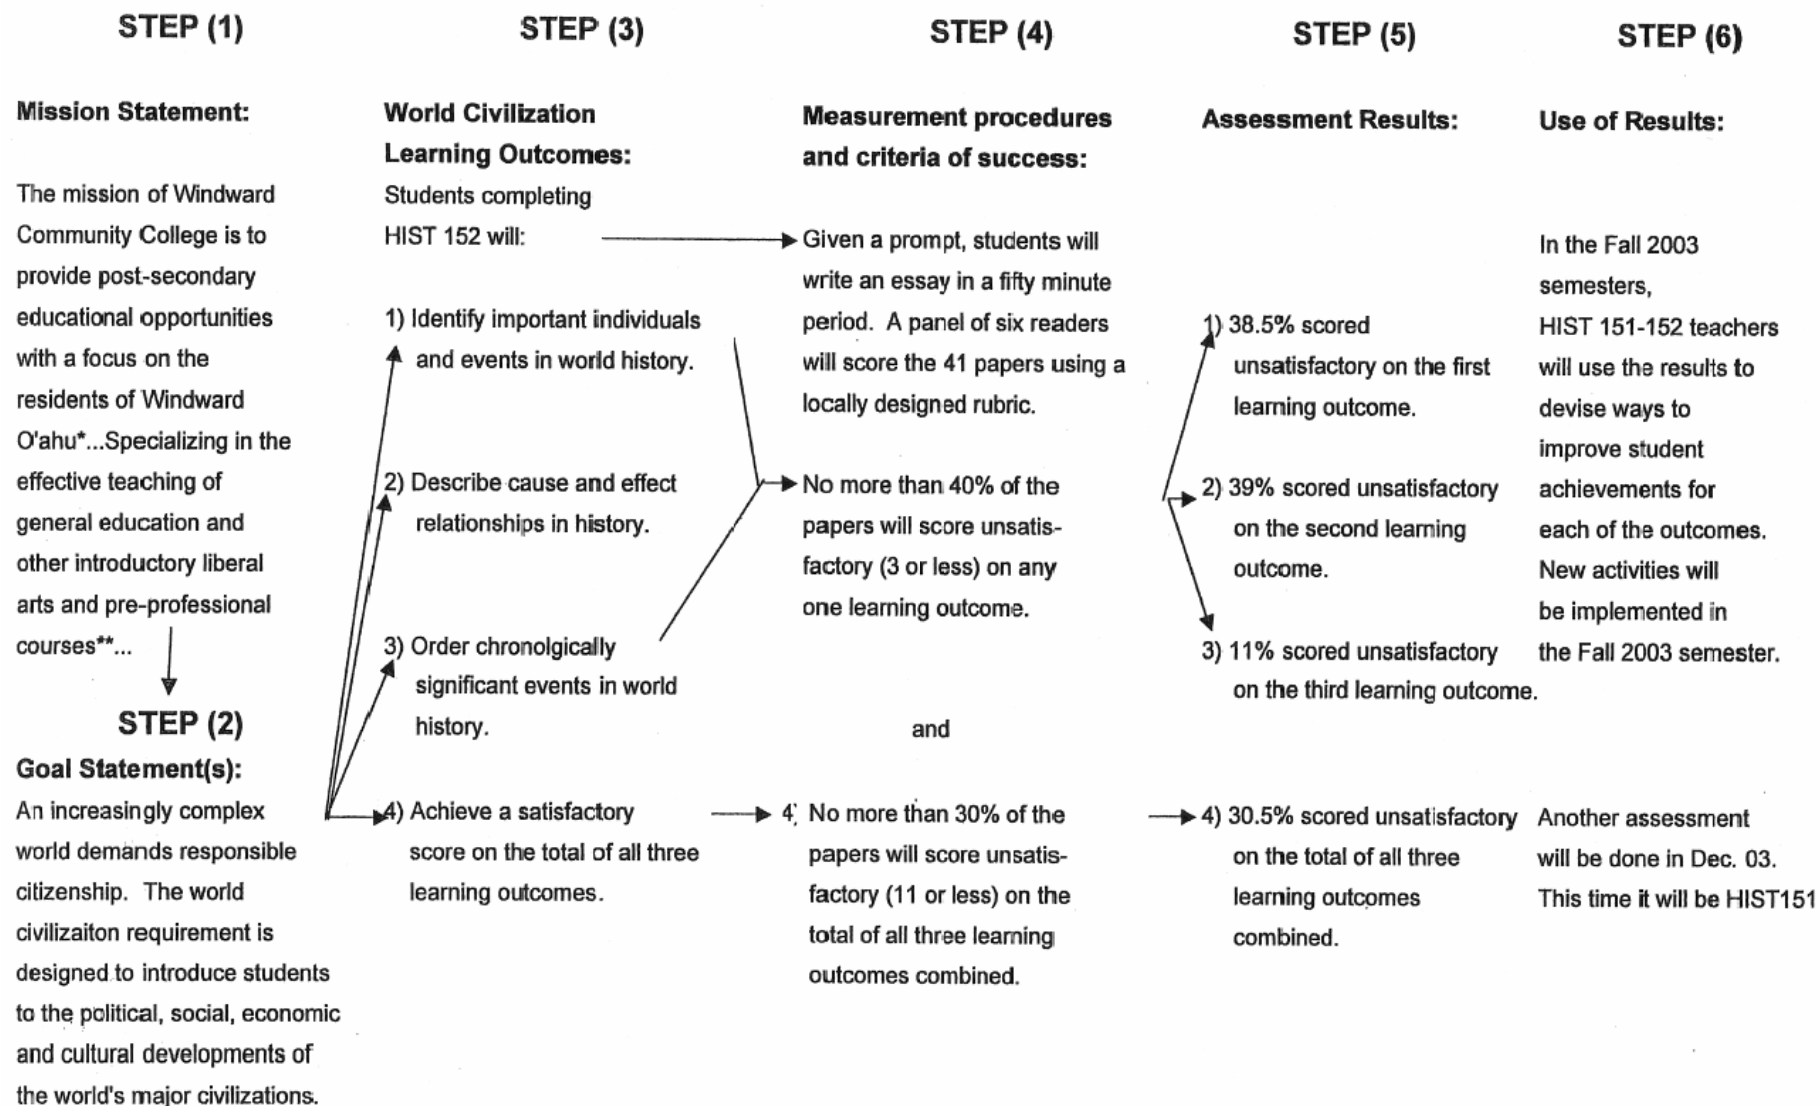 STEP (1)
Mission Statement:
The mission of Windward
Community College is to
provide post-secondary
educational opportunities
with a focus on the
residents of Windward
O'ahu*...Specializing in the
effective teaching of
general education and
other introductory liberal
arts and pre-professional
courses**...
STEP (2)
Goal Statement(s):
An increasingly complex
world demands responsible
citizenship. The world
civilizaiton requirement is
designed to introduce students
to the political, social, economic
and cultural developments of
the world's major civilizations.
STEP (3)
World Civilization
Learning Outcomes:
Students completing
HIST 152 will:
1) Identify important individuals
and events in world history.
2) Describe cause and effect
relationships in history.
3) Order chronolgically
significant events in world
history.
4) Achieve a satisfactory
score on the total of all three
learning outcomes.
STEP (4)
Measurement procedures
and criteria of success:
Given a prompt, students will
write an essay in a fifty minute
period. A panel of six readers
will score the 41 papers using a
locally designed rubric.
No more than 40% of the
papers will score unsatis-
factory (3 or less) on any
one learning outcome.
and
4) No more than 30% of the
papers will score unsatis-
factory (11 or less) on the
total of all three learning
outcomes combined.
STEP (5)
Assessment Results:
1) 38.5% scored
unsatisfactory on the first
learning outcome.
2) 39% scored unsatisfactory
on the second learning
outcome.
3) 11% scored unsatisfactory
on the third learning outcome.
4) 30.5% scored unsatisfactory
on the total of all three
learning outcomes
combined.
STEP (6)
Use of Results:
In the Fall 2003
semesters,
HIST 151-152 teachers
will use the results to
devise ways to
improve student
achievements for
each of the outcomes.
New activities will
be implemented in
the Fall 2003 semester.
Another assessment
will be done in Dec. 03.
This time it will be HIST151